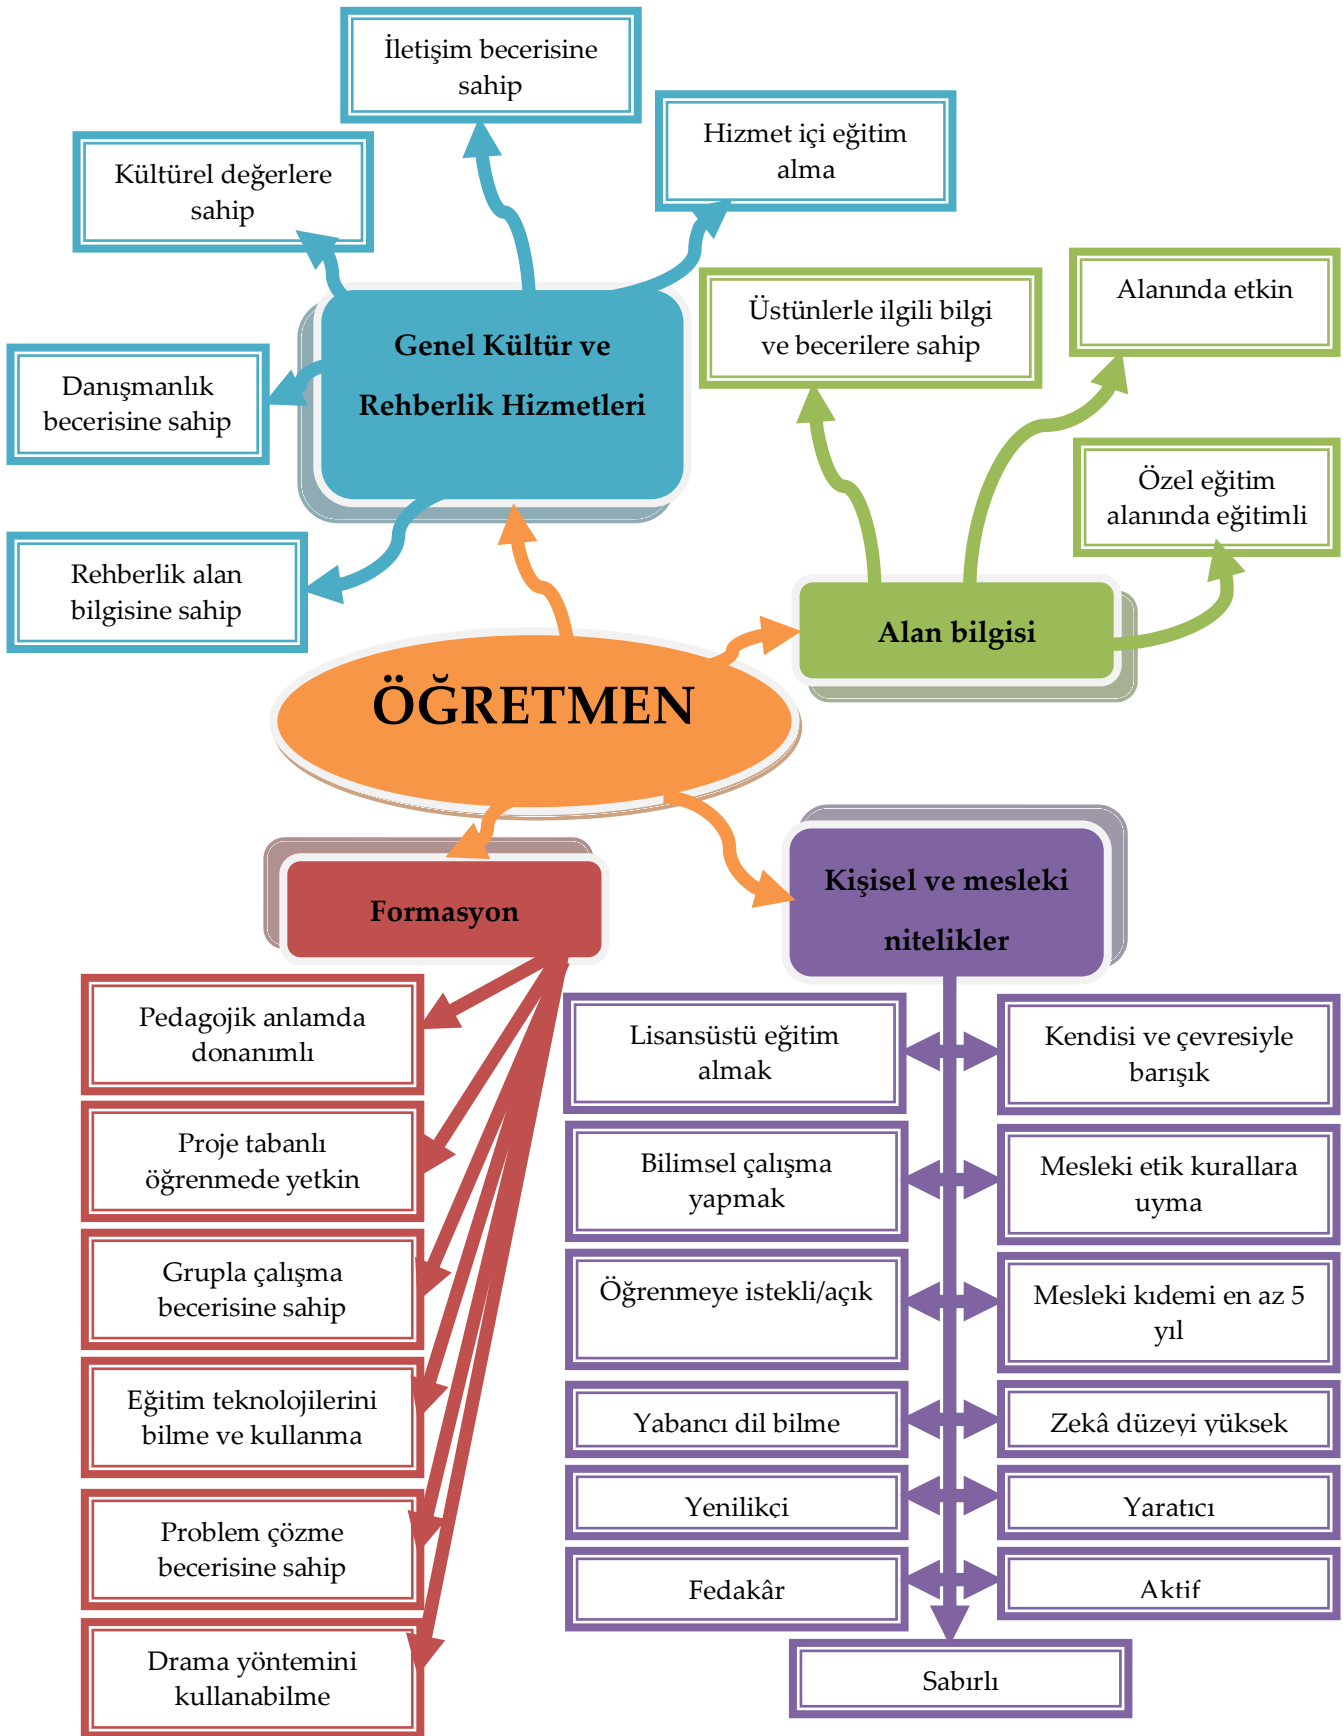 İletişim becerisine
sahip
Hizmet içi eğitim
alma
Kültürel değerlere
sahip
Genel Kültür ve
Rehberlik Hizmetleri
Danışmanlık
becerisine sahip
Rehberlik alan
bilgisine sahip
Üstünlerle ilgili bilgi
ve becerilere sahip
Alanında etkin
Özel eğitim
alanında eğitimli
Alan bilgisi
ÖĞRETMEN
Formasyon
Pedagojik anlamda
donanımlı
Proje tabanlı
öğrenmede yetkin
Grupla çalışma
becerisine sahip
Eğitim teknolojilerini
bilme ve kullanma
Problem çözme
becerisine sahip
Drama yöntemini
kullanabilme
Kişisel ve mesleki
nitelikler
Lisansüstü eğitim
almak
Kendisi ve çevresiyle
barışık
Bilimsel çalışma
yapmak
Mesleki etik kurallara
uyma
Öğrenmeye istekli/açık
Mesleki kıdemi en az 5
yıl
Yabancı dil bilme
Zekâ düzeyi yüksek
Yenilikçi
Yaratıcı
Fedakâr
Aktif
Sabırlı